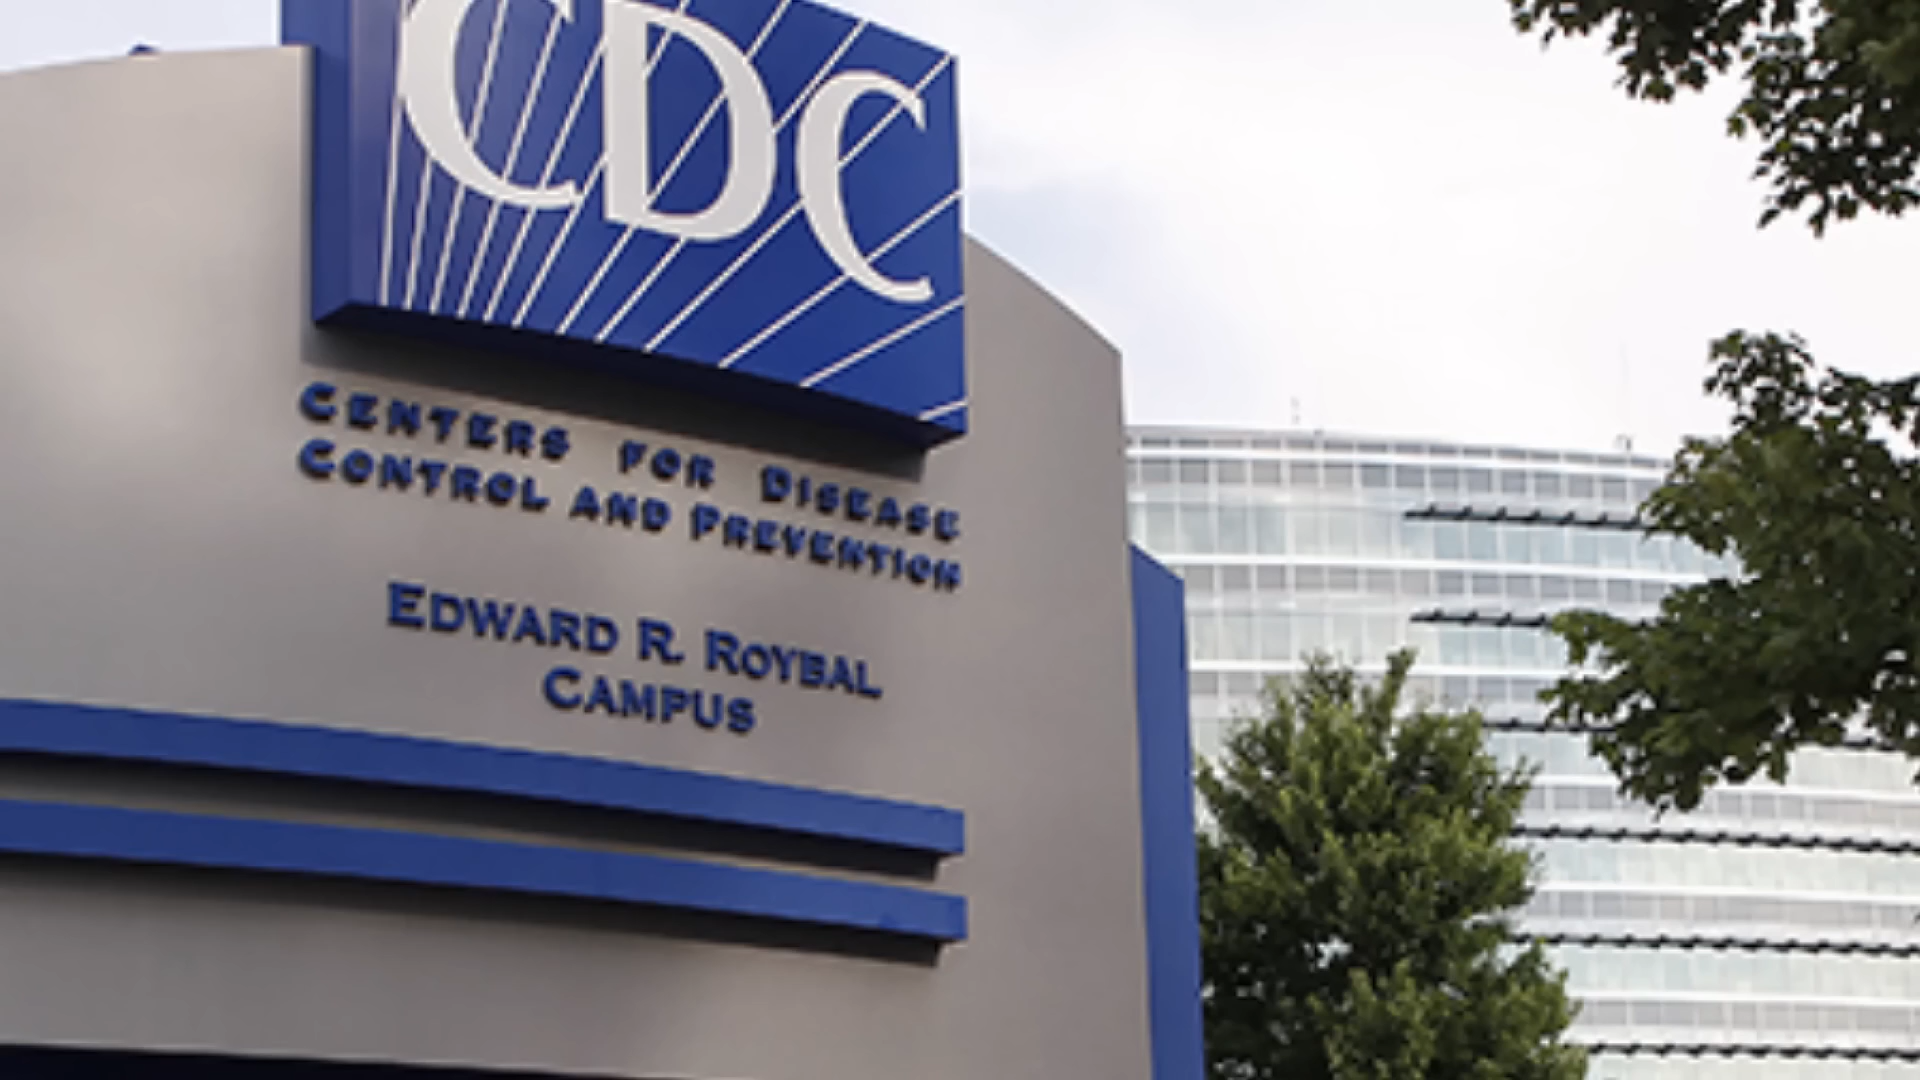 CDC
CENTERS FOR DISEASE
CONTROL AND PREVENTION
EDWARD R. ROYBAL
CAMPUS